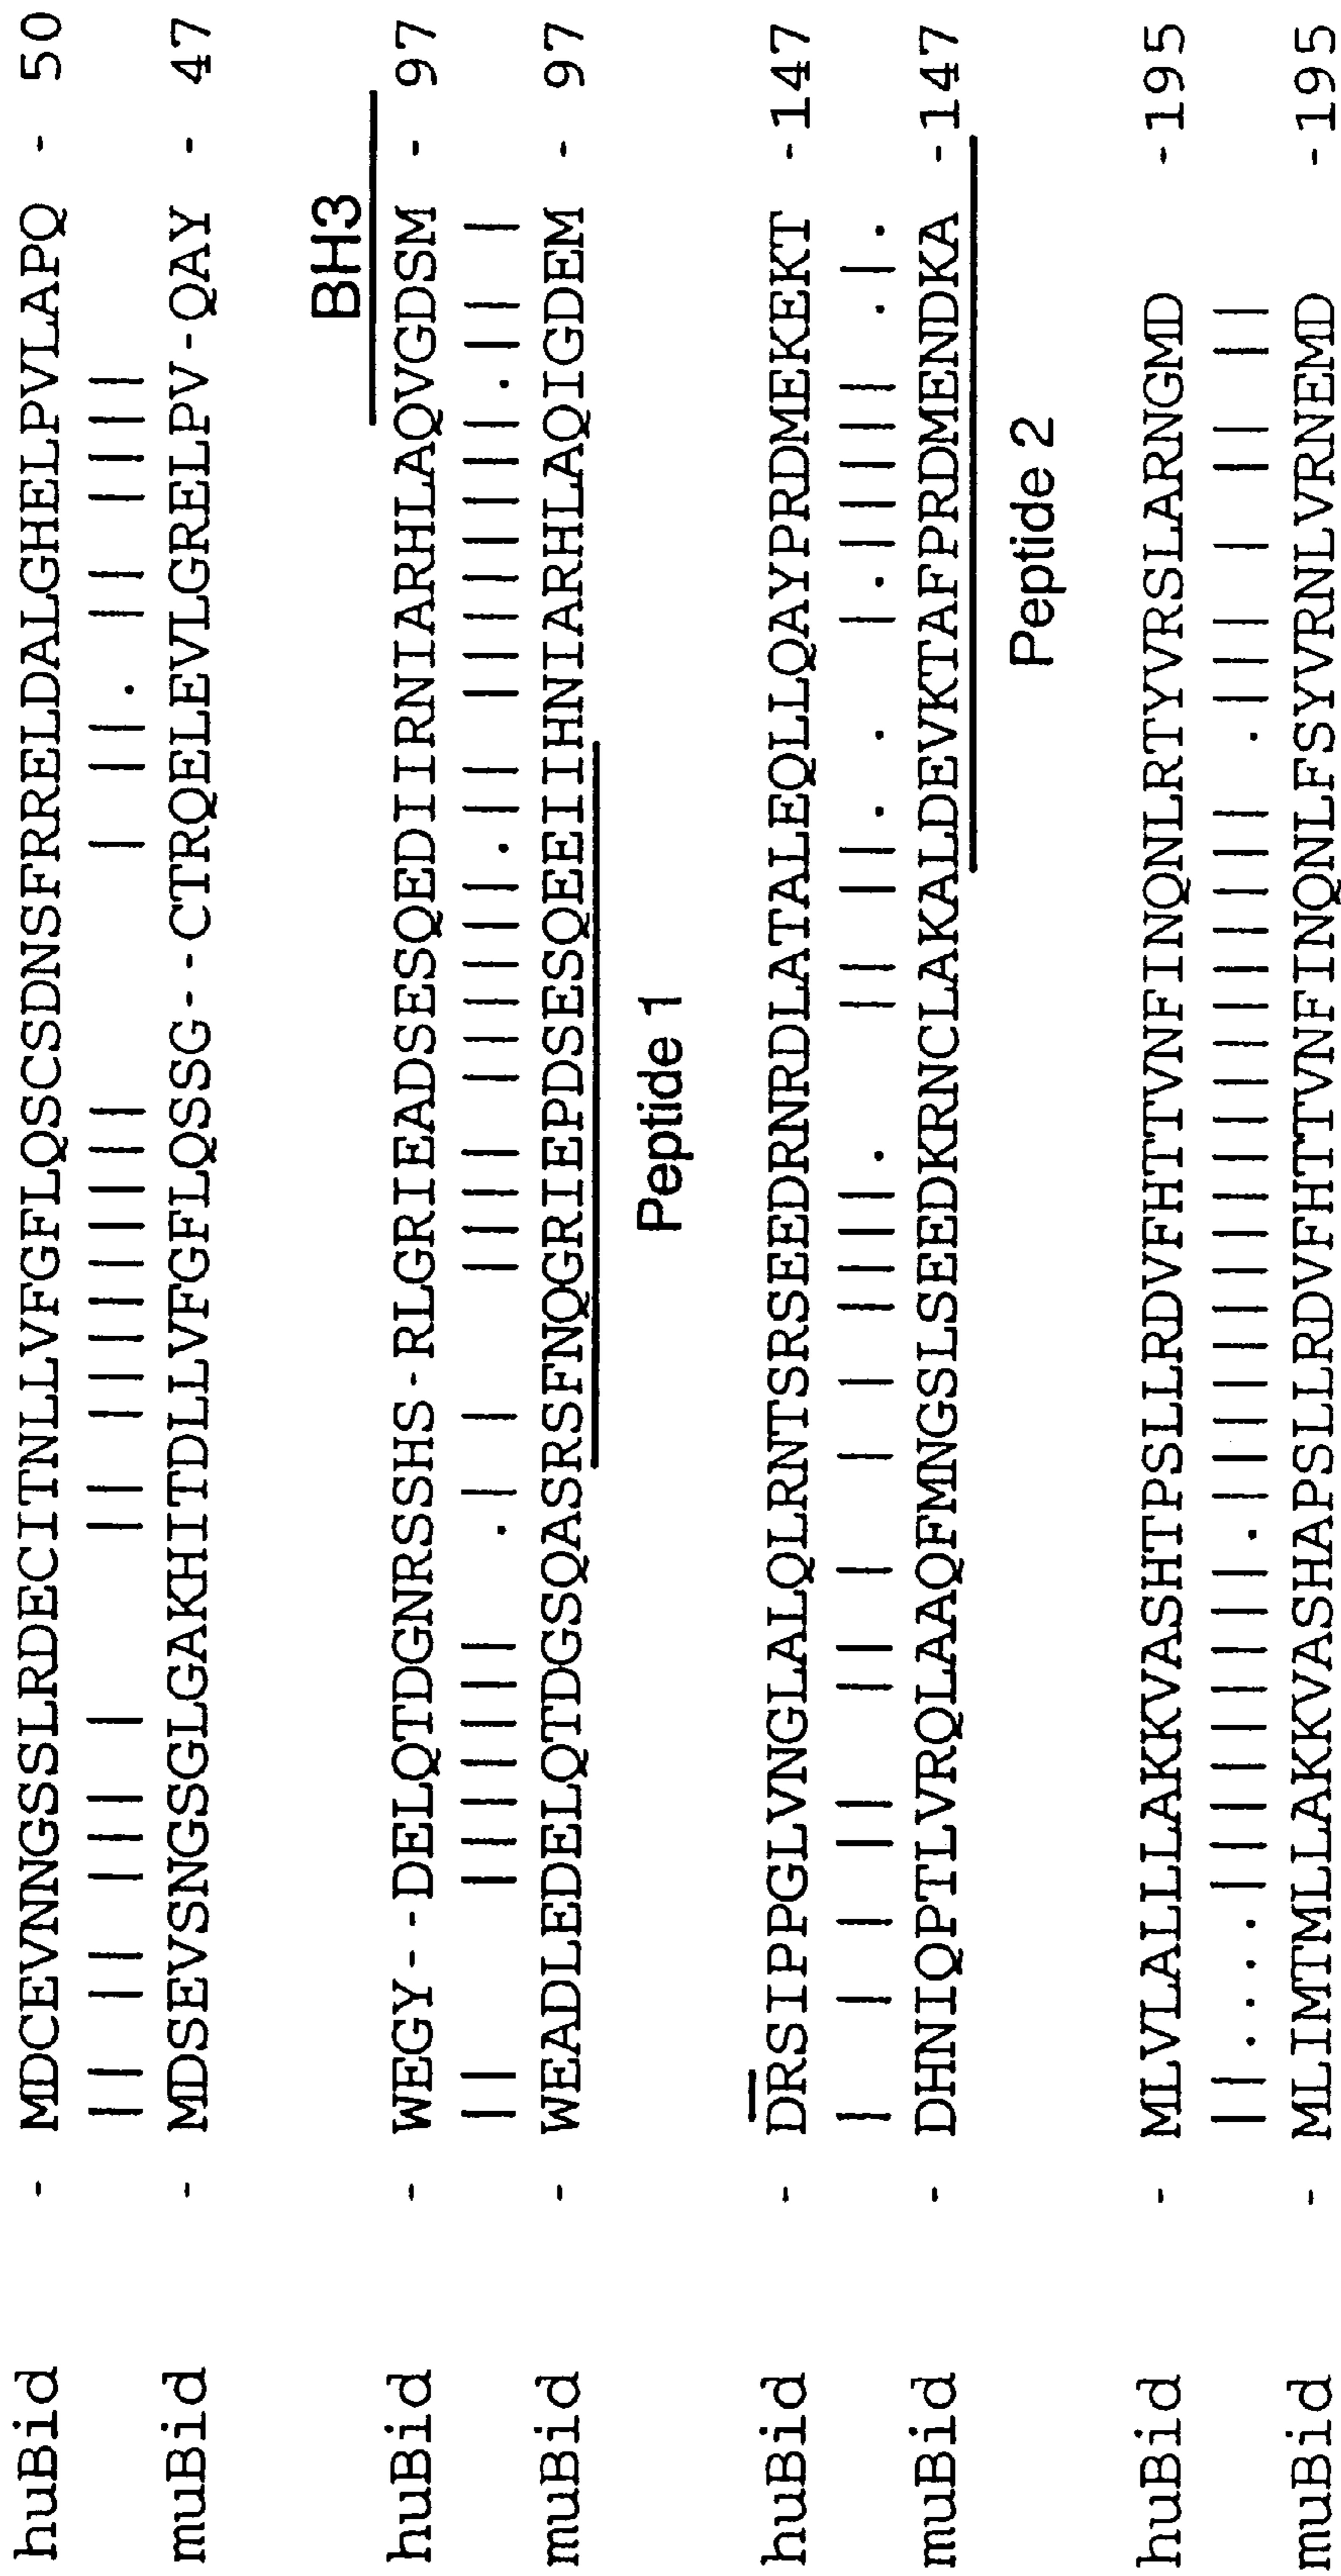 huBid - MDCEVNNGSSLRDECITNLLVFGFLQSCSDNSFRRELDALGHELPVLAPQ - 50
muBid - MDSEVSNGSGLGAKHITDLLVFGFLQSSG--CTRQELEVLGRELPV-QAY - 47
BH3
huBid - WEGY--DELQTDGNRSSHS-RLGRIEADSESQEDIIRNIARHLAQVGDSM - 97
muBid - WEADLEDELQTDGSQASRSFNQGRIEPDSESQEEIIHNIARHLAQIGDEM - 97
Peptide 1
huBid - DRSIPPGLVNGLALQLRNTSRSEEDRNRDLATALEQLLQAYPRDMEKEKT -147
muBid - DHNIQPTLVRQLAAQFMNGSLSEEDKRNCLAKALDEVKTAFPRDMENDKA -147
Peptide 2
huBid - MLVLALLLAKKVASHTPSLLRDVFHTTVNFINQNLRTYVRSLARNGMD -195
muBid - MLIMTMLLAKKVASHAPSLLRDVFHTTVNFINQNLFSYVRNLVRNEMD -195